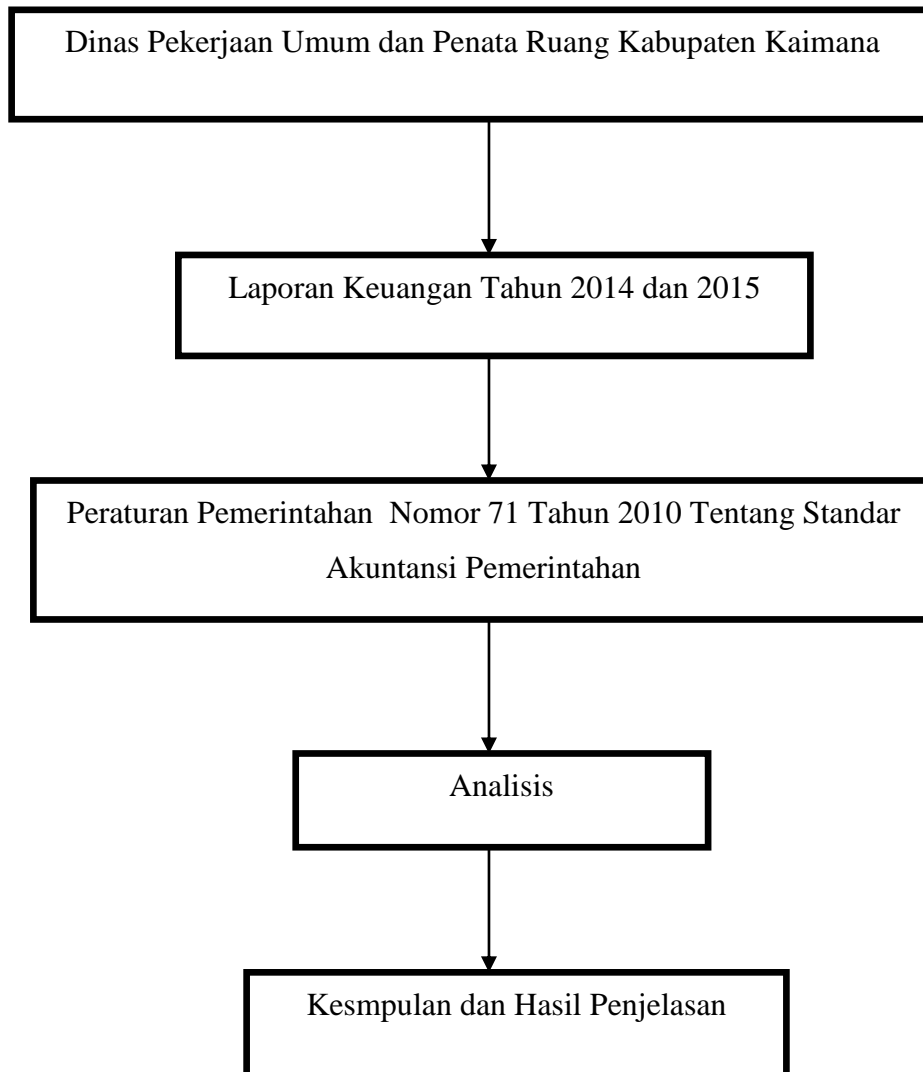 Dinas Pekerjaan Umum dan Penata Ruang Kabupaten Kaimana
Laporan Keuangan Tahun 2014 dan 2015
Peraturan Pemerintahan  Nomor 71 Tahun 2010 Tentang Standar
Akuntansi Pemerintahan
Analisis
Kesmpulan dan Hasil Penjelasan